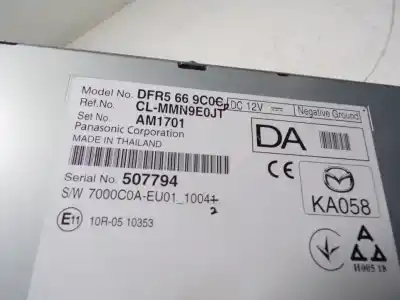 Model No. DFR5 66 9C0C
Ref.No. CL-MMN9E0JT
Set No. AM1701
Panasonic Corporation
MADE IN THAILAND
DC 12V
Negative Ground
DA
CE
KA058
Serial No. 507794
S/W 7000C0A-EU01_1004
2
E11 10R-05 10353
A
H005 18